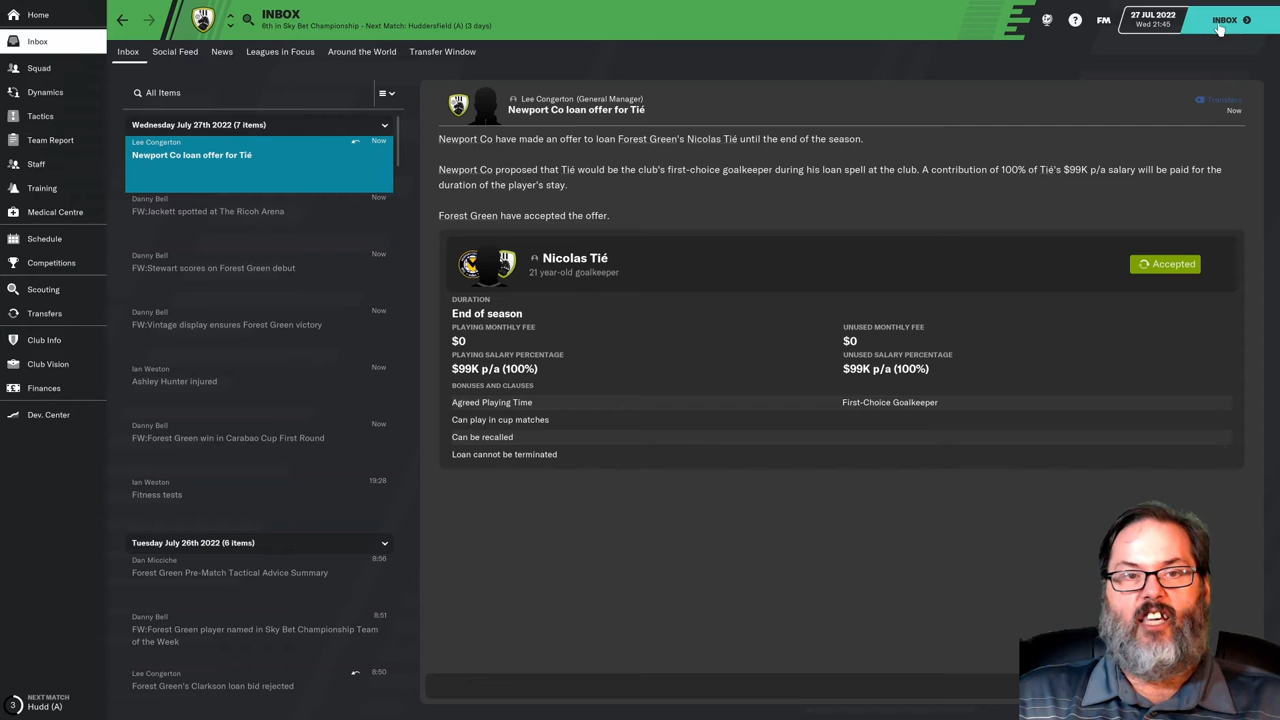 Home
Inbox
Squad
Dynamics
Tactics
Team Report
Staff
Training
Medical Centre
Schedule
Competitions
Scouting
Transfers
Club Info
Club Vision
Finances
Dev. Center
3
NEXT MATCH
Hudd (A)
INBOX
6th in Sky Bet Championship - Next Match: Huddersfield (A) (3 days)
?
FM
27 JUL 2022
Wed 21:45
INBOX
Inbox Social Feed News Leagues in Focus Around the World Transfer Window
All Items
Wednesday July 27th 2022 (7 items)
Lee Congerton Now
Newport Co loan offer for Tié
Danny Bell Now
FW:Jackett spotted at The Ricoh Arena
Danny Bell Now
FW:Stewart scores on Forest Green debut
Danny Bell Now
FW:Vintage display ensures Forest Green victory
Ian Weston Now
Ashley Hunter injured
Danny Bell Now
FW:Forest Green win in Carabao Cup First Round
Ian Weston 19:28
Fitness tests
Tuesday July 26th 2022 (6 items)
Dan Micciche 8:56
Forest Green Pre-Match Tactical Advice Summary
Danny Bell 8:51
FW:Forest Green player named in Sky Bet Championship Team
of the Week
Lee Congerton 8:50
Forest Green's Clarkson loan bid rejected
Lee Congerton (General Manager)
Newport Co loan offer for Tié
Transfers
Now
Newport Co have made an offer to loan Forest Green's Nicolas Tié until the end of the season.
Newport Co proposed that Tié would be the club's first-choice goalkeeper during his loan spell at the club. A contribution of 100% of Tié's $99K p/a salary will be paid for the
duration of the player's stay.
Forest Green have accepted the offer.
Nicolas Tié
21 year-old goalkeeper
Accepted
DURATION
End of season
PLAYING MONTHLY FEE UNUSED MONTHLY FEE
$0 $0
PLAYING SALARY PERCENTAGE UNUSED SALARY PERCENTAGE
$99K p/a (100%) $99K p/a (100%)
BONUSES AND CLAUSES
Agreed Playing Time First-Choice Goalkeeper
Can play in cup matches
Can be recalled
Loan cannot be terminated